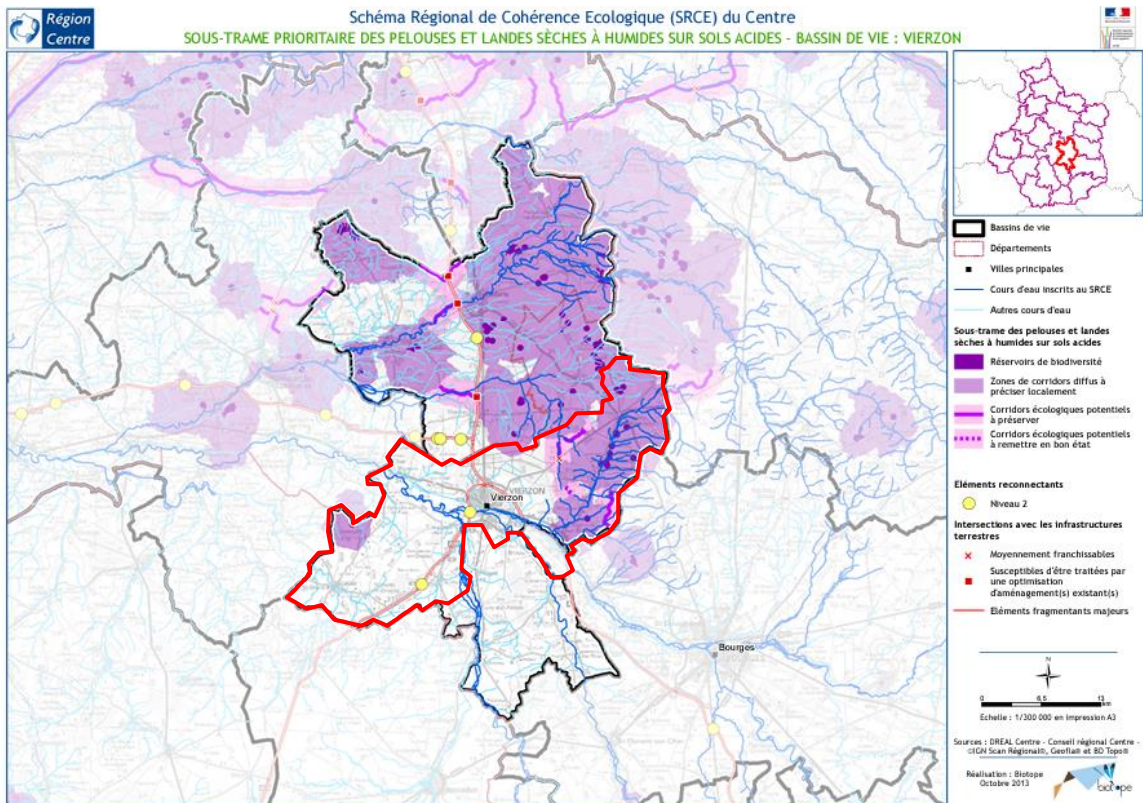 Région
Centre
Schéma Régional de Cohérence Ecologique (SRCE) du Centre
SOUS-TRAME PRIORITAIRE DES PELOUSES ET LANDES SÈCHES À HUMIDES SUR SOLS ACIDES - BASSIN DE VIE : VIERZON
VIERZON
Vierzon
Bourges
Bassins de vie
Départements
Villes principales
Cours d'eau inscrits au SRCE
Autres cours d'eau
Sous-trame des pelouses et landes
sèches à humides sur sols acides
Réservoirs de biodiversité
Zones de corridors diffus à
préciser localement
Corridors écologiques potentiels
à préserver
Corridors écologiques potentiels
à remettre en bon état
Eléments reconnectants
Niveau 2
Intersections avec les infrastructures
terrestres
Moyennement franchissables
Susceptibles d'être traitées par
une optimisation
d'aménagement(s) existant(s)
Eléments fragmentants majeurs
N
0 6,5 13
km
Echelle : 1/300 000 en impression A3
Sources : DREAL Centre - Conseil régional Centre -
©IGN Scan Régional®, Geofla® et BD Topo®
Réalisation : Biotope
Octobre 2013
biotope